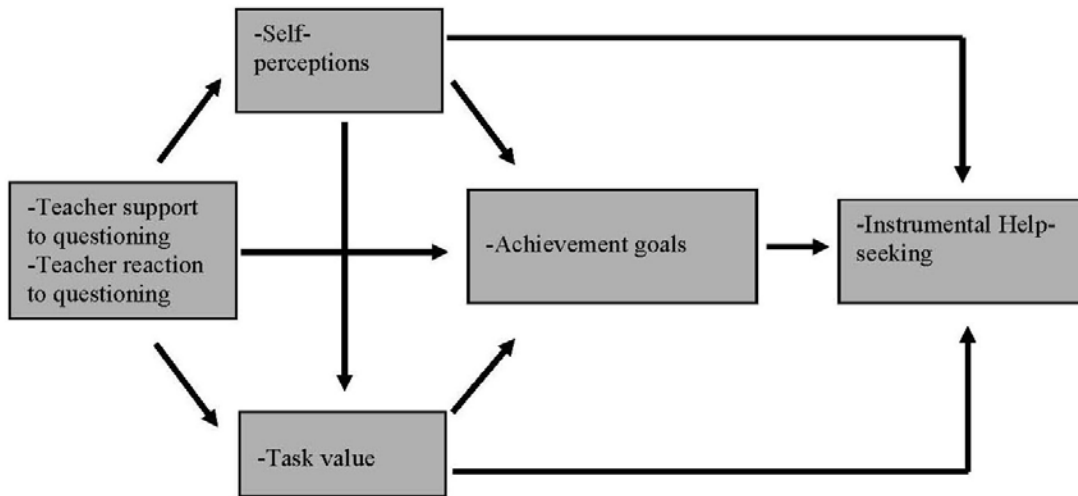 -Self-
perceptions
-Teacher support
to questioning
-Teacher reaction
to questioning
-Achievement goals
-Instrumental Help-
seeking
-Task value